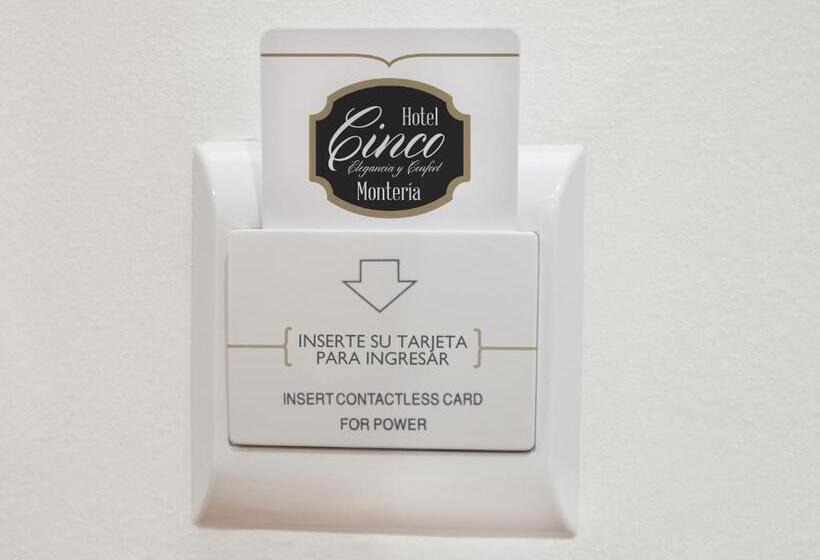 Hotel
Cinco
Elegancia y Confort
Montería
INSERTE SU TARJETA
PARA INGRESAR
INSERT CONTACTLESS CARD
FOR POWER